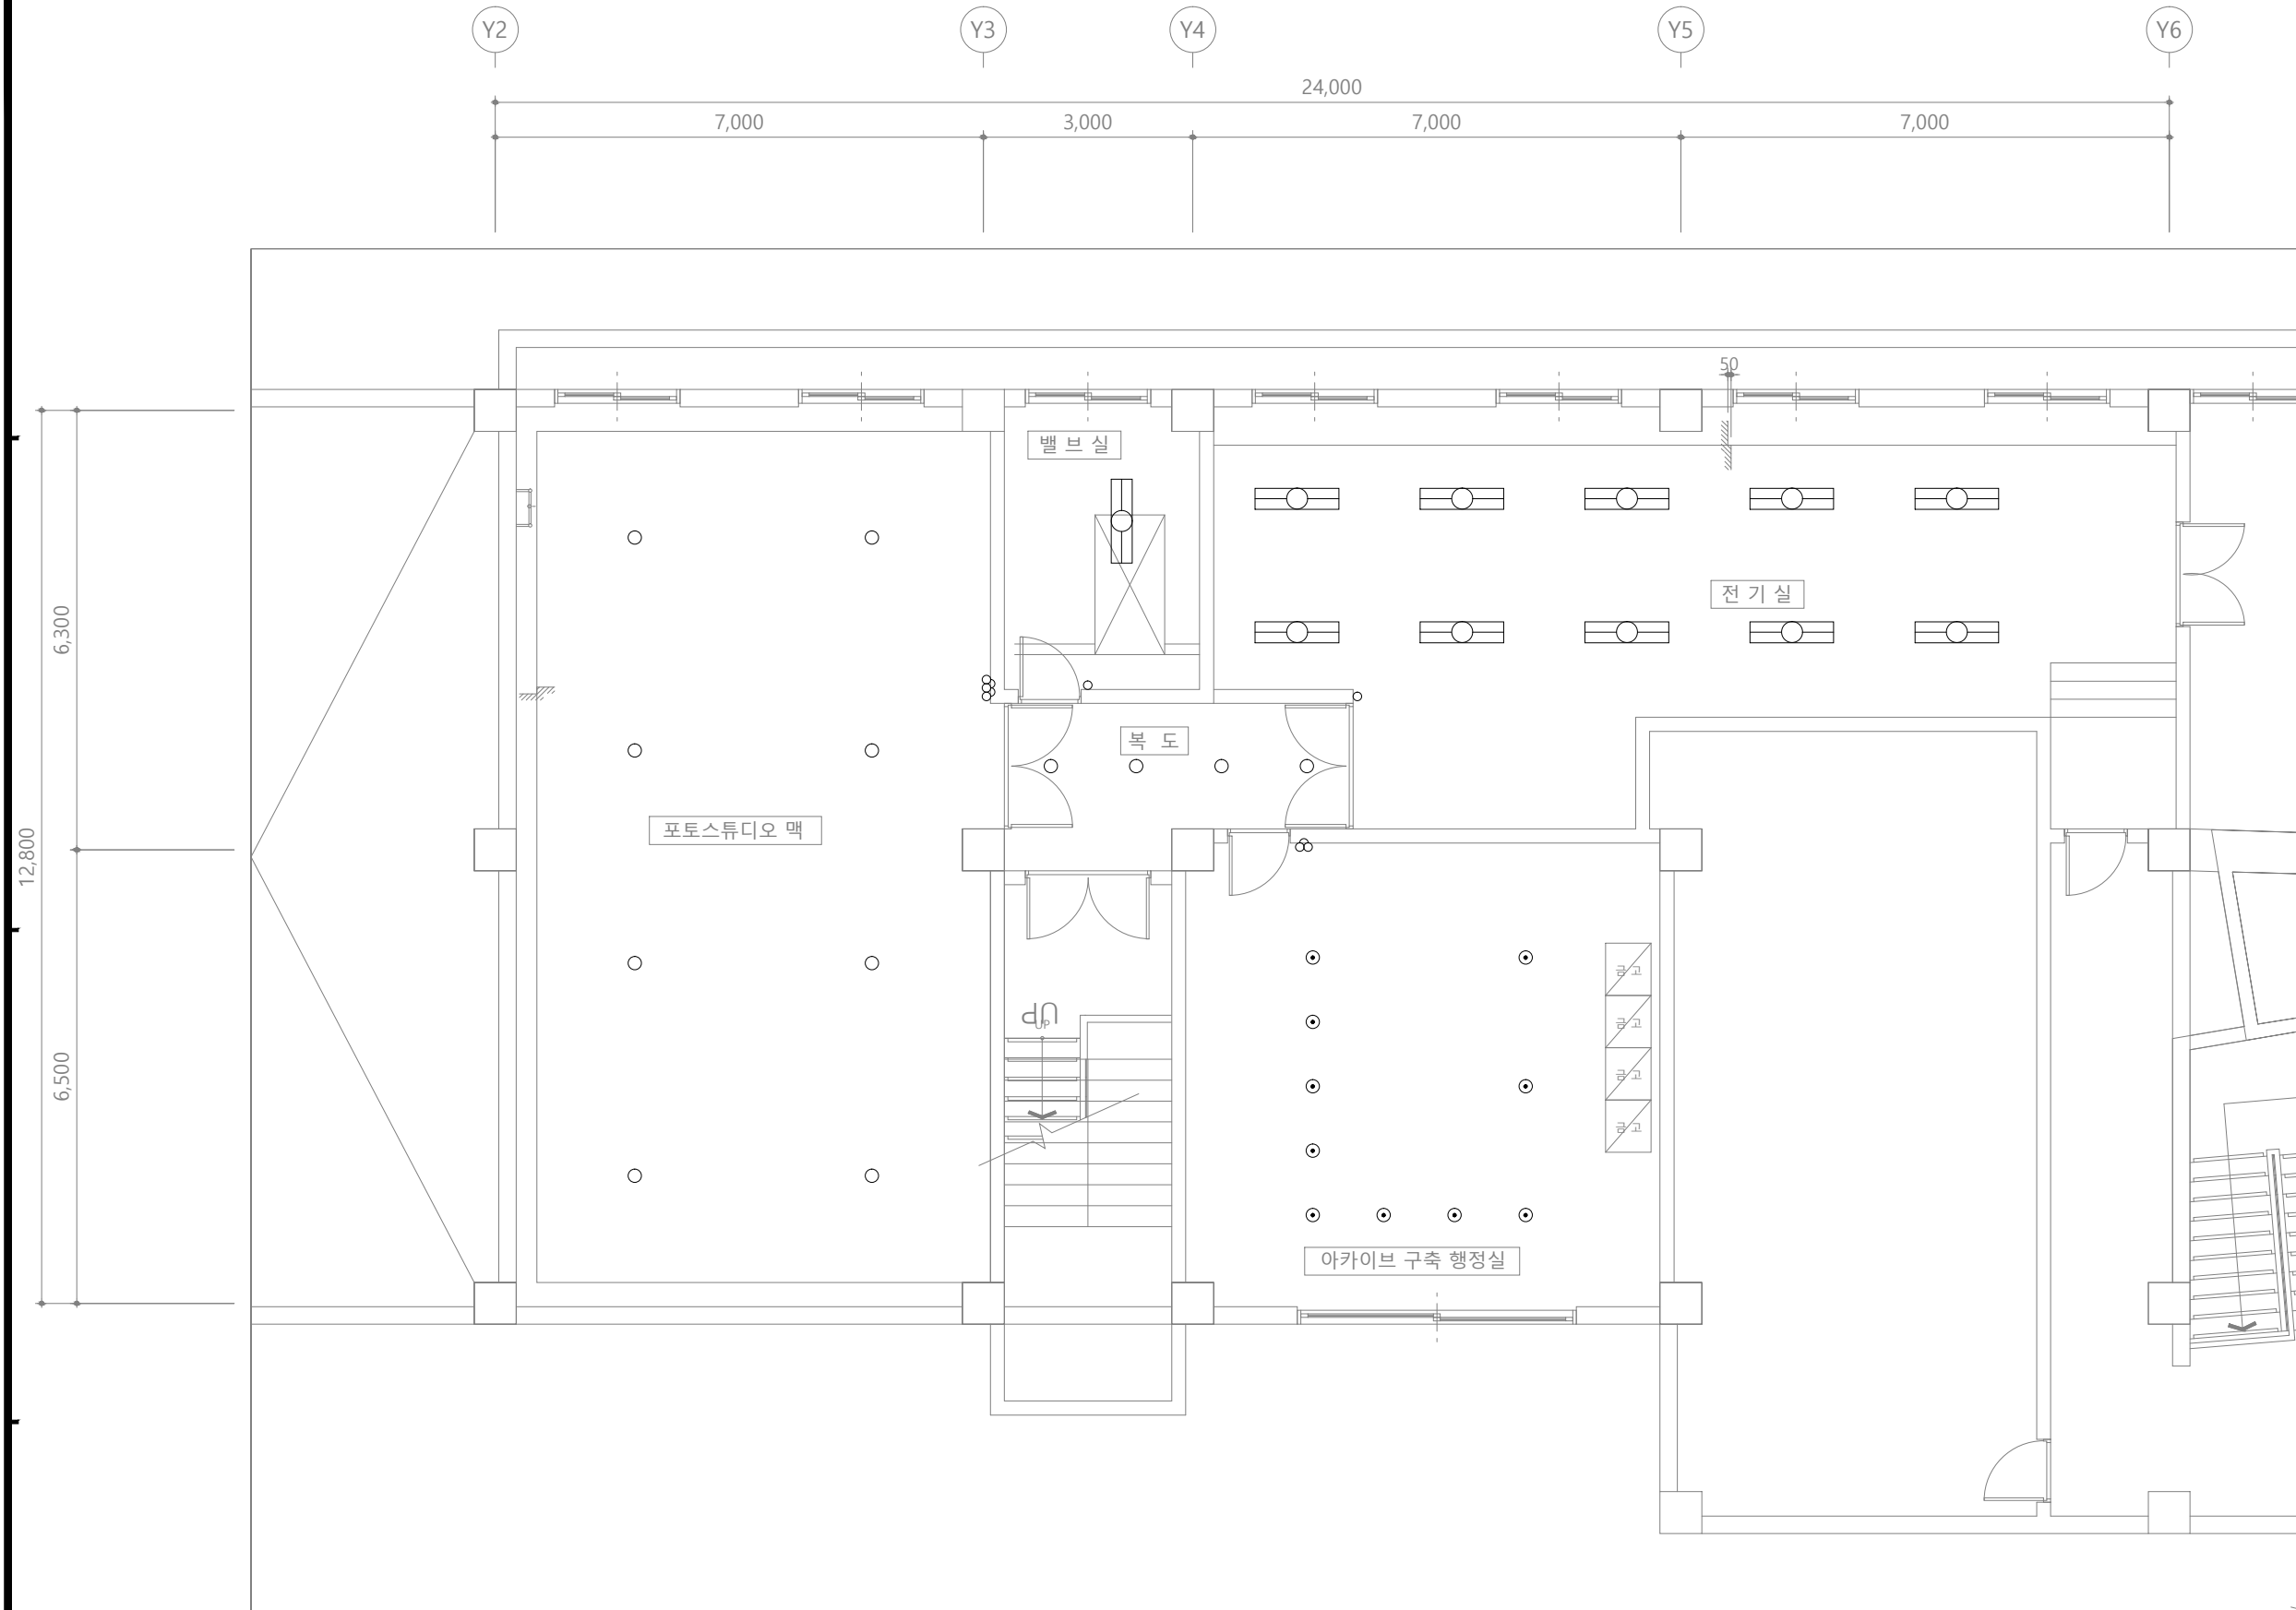 Y2 Y3 Y4 Y5 Y6
24,000
7,000 3,000 7,000 7,000
50
밸 브 실
전 기 실
6,300
복 도
포토스튜디오 맥
12,800
금 고
UP
UP
금 고
금 고
6,500
금 고
아카이브 구축 행정실